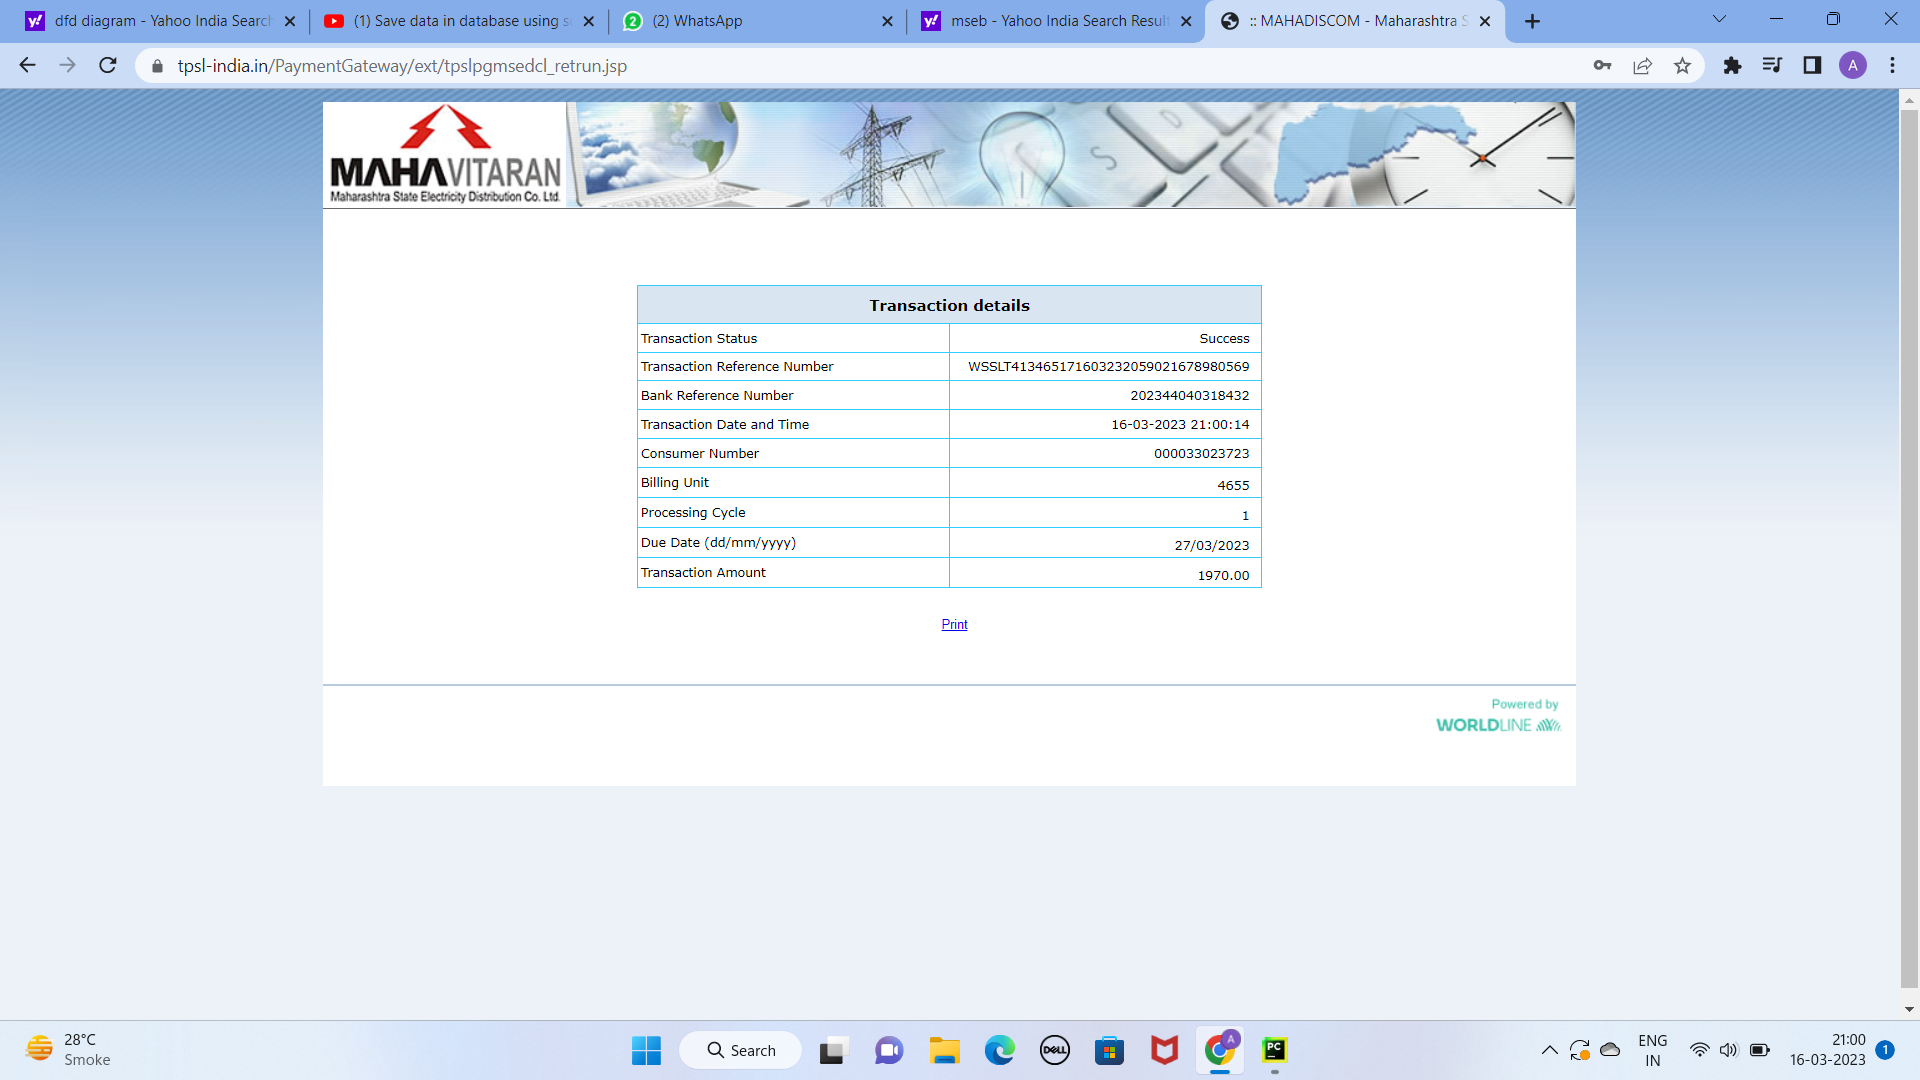 dfd diagram - Yahoo India Search
(1) Save data in database using s
(2) WhatsApp
mseb - Yahoo India Search Result
:: MAHADISCOM - Maharashtra S
tpsl-india.in/PaymentGateway/ext/tpslpgmsedcl_retrun.jsp
A
MAHAVITARAN
Maharashtra State Electricity Distribution Co. Ltd.
Transaction details
Transaction Status Success
Transaction Reference Number WSSLT4134651716032320590216789805​69
Bank Reference Number 202344040318432
Transaction Date and Time 16-03-2023 21:00:14
Consumer Number 000033023723
Billing Unit 4655
Processing Cycle 1
Due Date (dd/mm/yyyy) 27/03/2023
Transaction Amount 1970.00
Print
Powered by
WORLDLINE
28°C
Smoke
Search
DELL
A
PC
ENG
IN
21:00
16-03-2023
1